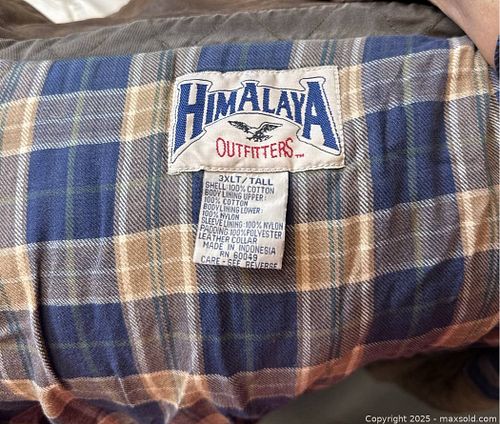 HIMALAYA
OUTFITTERS™
3XLT/TALL
SHELL:100% COTTON
BODY LINING UPPER:
100% COTTON
BODY LINING LOWER:
100% NYLON
SLEEVE LINING:100% NYLON
PADDING 100% POLYESTER
LEATHER COLLAR
MADE IN INDONESIA
RN 60049
CARE - SEE REVERSE
Copyright 2025 - maxsold.com